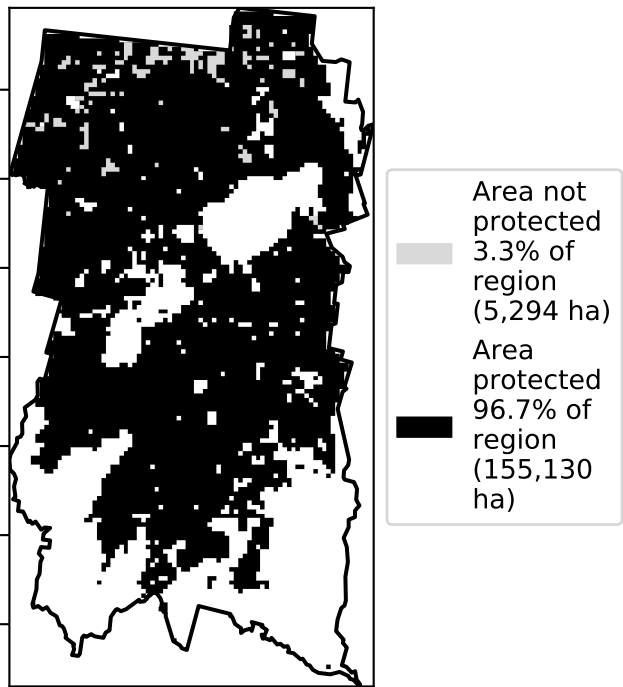 Area not
protected
3.3% of
region
(5,294 ha)
Area
protected
96.7% of
region
(155,130
ha)